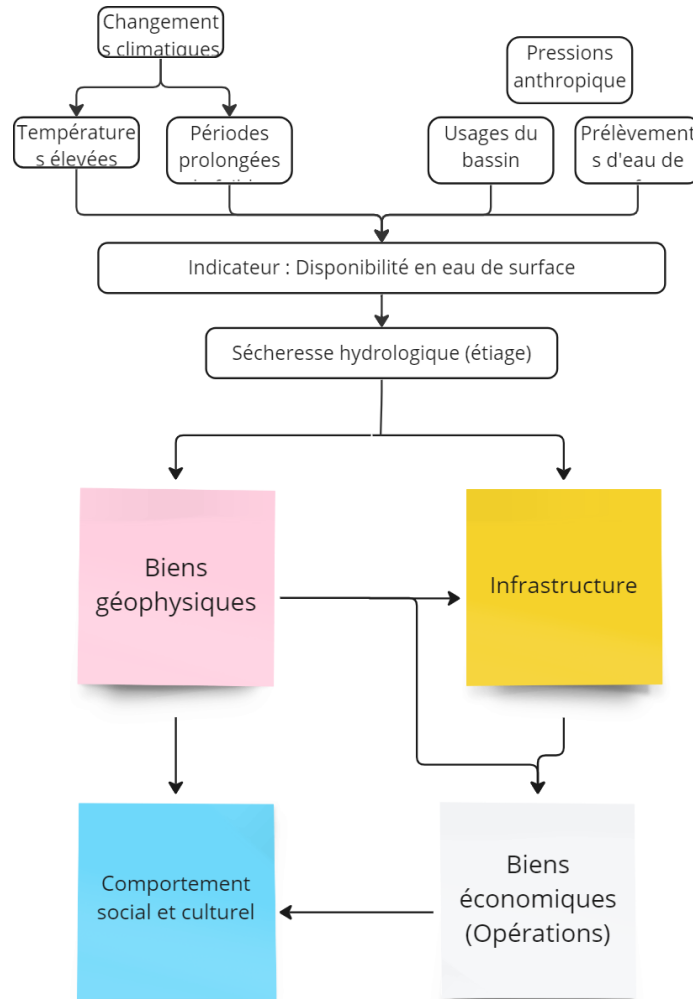 Changement
s climatiques
Pressions
anthropique
Température
s élevées
Périodes
prolongées
Usages du
bassin
Prélèvement
s d'eau de
Indicateur : Disponibilité en eau de surface
Sécheresse hydrologique (étiage)
Biens
géophysiques
Infrastructure
Comportement
social et culturel
Biens
économiques
(Opérations)